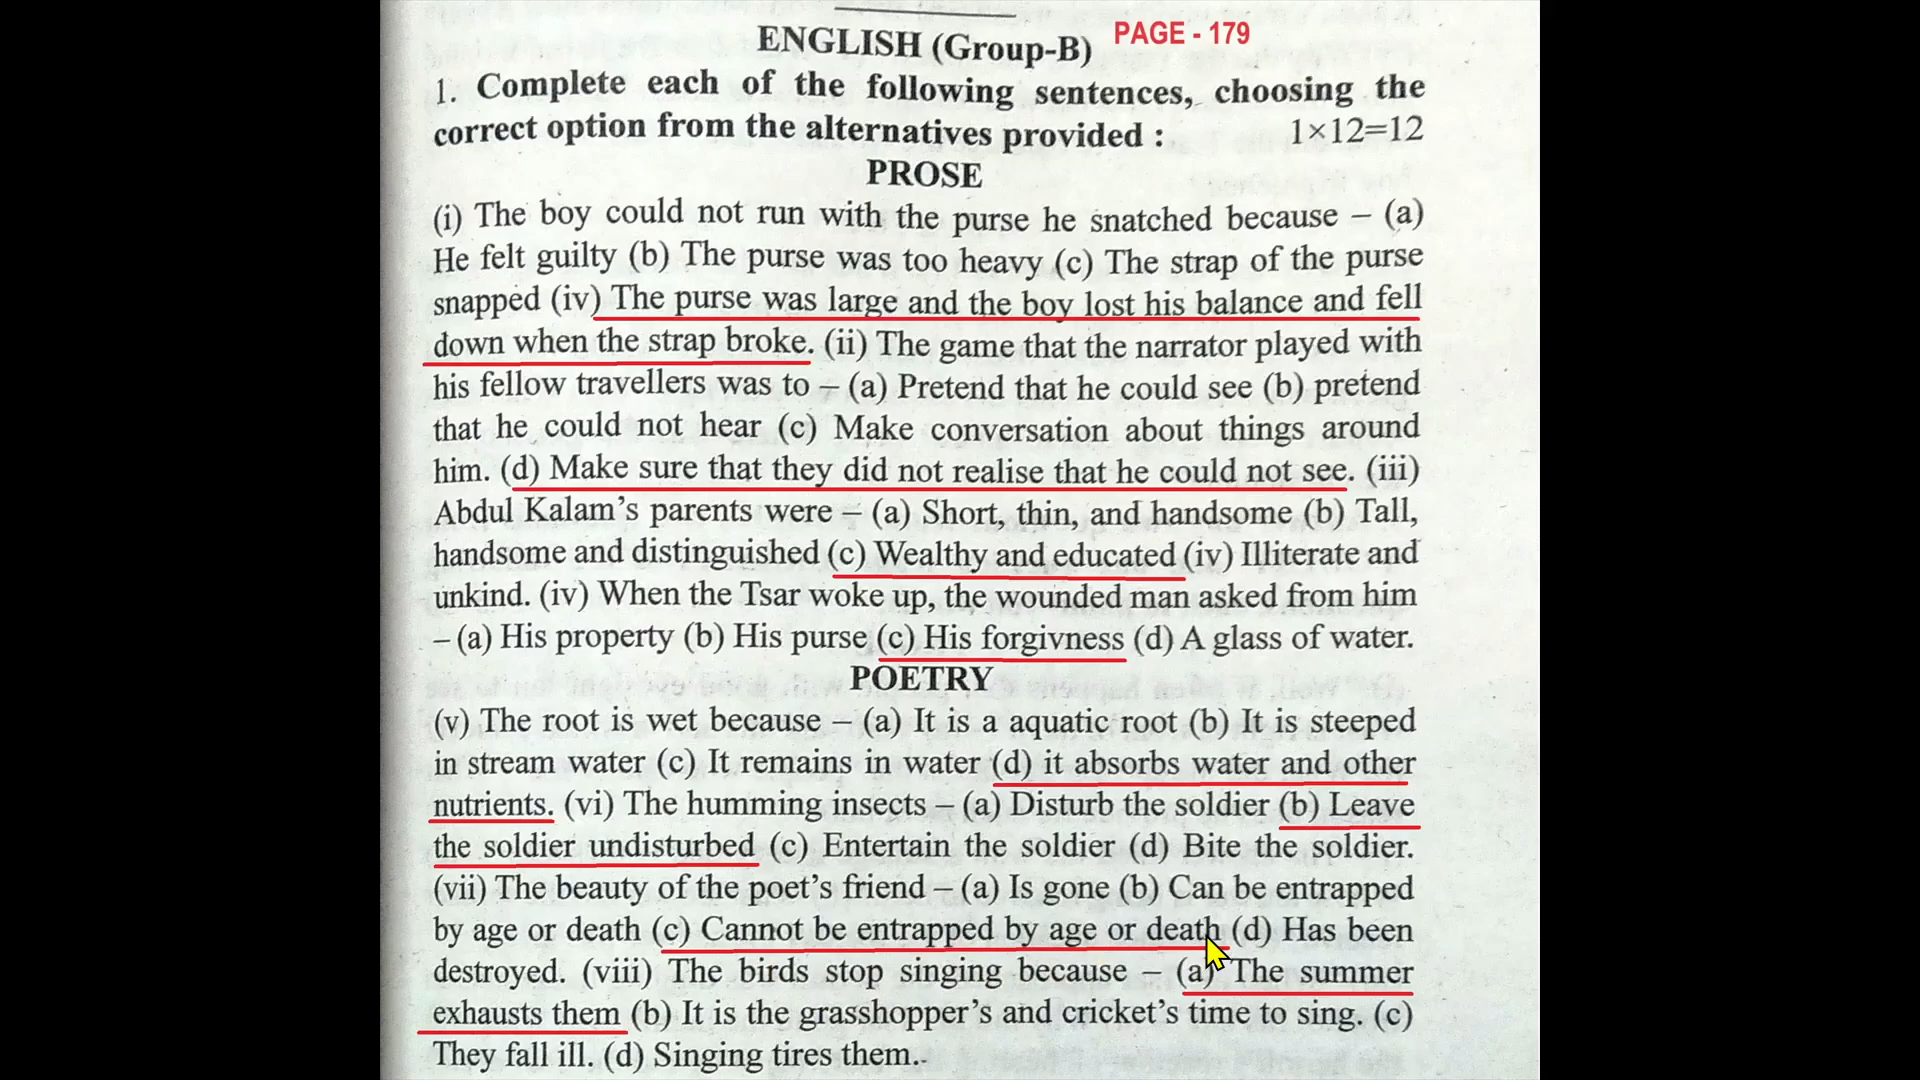 ENGLISH (Group-B)
PAGE - 179
1. Complete each of the following sentences, choosing the
correct option from the alternatives provided : 1×12=12
PROSE
(i) The boy could not run with the purse he snatched because – (a)
He felt guilty (b) The purse was too heavy (c) The strap of the purse
snapped (iv) The purse was large and the boy lost his balance and fell
down when the strap broke. (ii) The game that the narrator played with
his fellow travellers was to – (a) Pretend that he could see (b) pretend
that he could not hear (c) Make conversation about things around
him. (d) Make sure that they did not realise that he could not see. (iii)
Abdul Kalam’s parents were – (a) Short, thin, and handsome (b) Tall,
handsome and distinguished (c) Wealthy and educated (iv) Illiterate and
unkind. (iv) When the Tsar woke up, the wounded man asked from him
– (a) His property (b) His purse (c) His forgivness (d) A glass of water.
POETRY
(v) The root is wet because – (a) It is a aquatic root (b) It is steeped
in stream water (c) It remains in water (d) it absorbs water and other
nutrients. (vi) The humming insects – (a) Disturb the soldier (b) Leave
the soldier undisturbed (c) Entertain the soldier (d) Bite the soldier.
(vii) The beauty of the poet’s friend – (a) Is gone (b) Can be entrapped
by age or death (c) Cannot be entrapped by age or death (d) Has been
destroyed. (viii) The birds stop singing because – (a) The summer
exhausts them (b) It is the grasshopper’s and cricket’s time to sing. (c)
They fall ill. (d) Singing tires them.